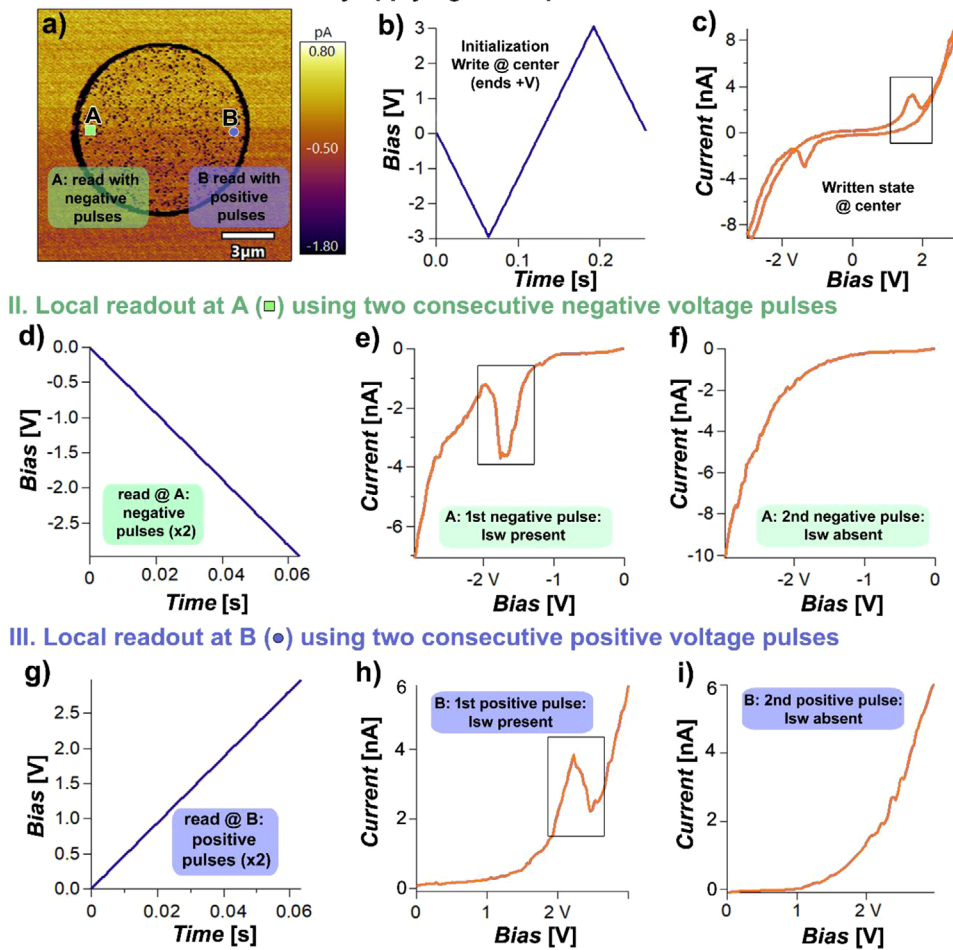 a)
pA
0.80
-0.50
-1.80
A
B
A: read with
negative
pulses
B read with
positive
pulses
3µm
b)
Bias [V]
3
2
1
0
-1
-2
-3
Initialization
Write @ center
(ends +V)
0.0
0.1
0.2
Time [s]
c)
Current [nA]
8
4
0
-4
-8
Written state
@ center
-2 V
0
2
Bias [V]
II. Local readout at A ( ) using two consecutive negative voltage pulses
d)
Bias [V]
0.0
-0.5
-1.0
-1.5
-2.0
-2.5
read @ A:
negative
pulses (x2)
0
0.02
0.04
0.06
Time [s]
e)
Current [nA]
0
-2
-4
-6
A: 1st negative pulse:
Isw present
-2 V
0
Bias [V]
f)
Current [nA]
0
-2
-4
-6
-8
-10
A: 2nd negative pulse:
Isw absent
-2 V
0
Bias [V]
III. Local readout at B ( ) using two consecutive positive voltage pulses
g)
Bias [V]
2.5
2.0
1.5
1.0
0.5
0.0
read @ B:
positive
pulses (x2)
0
0.02
0.04
0.06
Time [s]
h)
Current [nA]
6
4
2
0
B: 1st positive pulse:
Isw present
0
1
2 V
Bias [V]
i)
Current [nA]
6
4
2
0
B: 2nd positive pulse:
Isw absent
0
1
2 V
Bias [V]